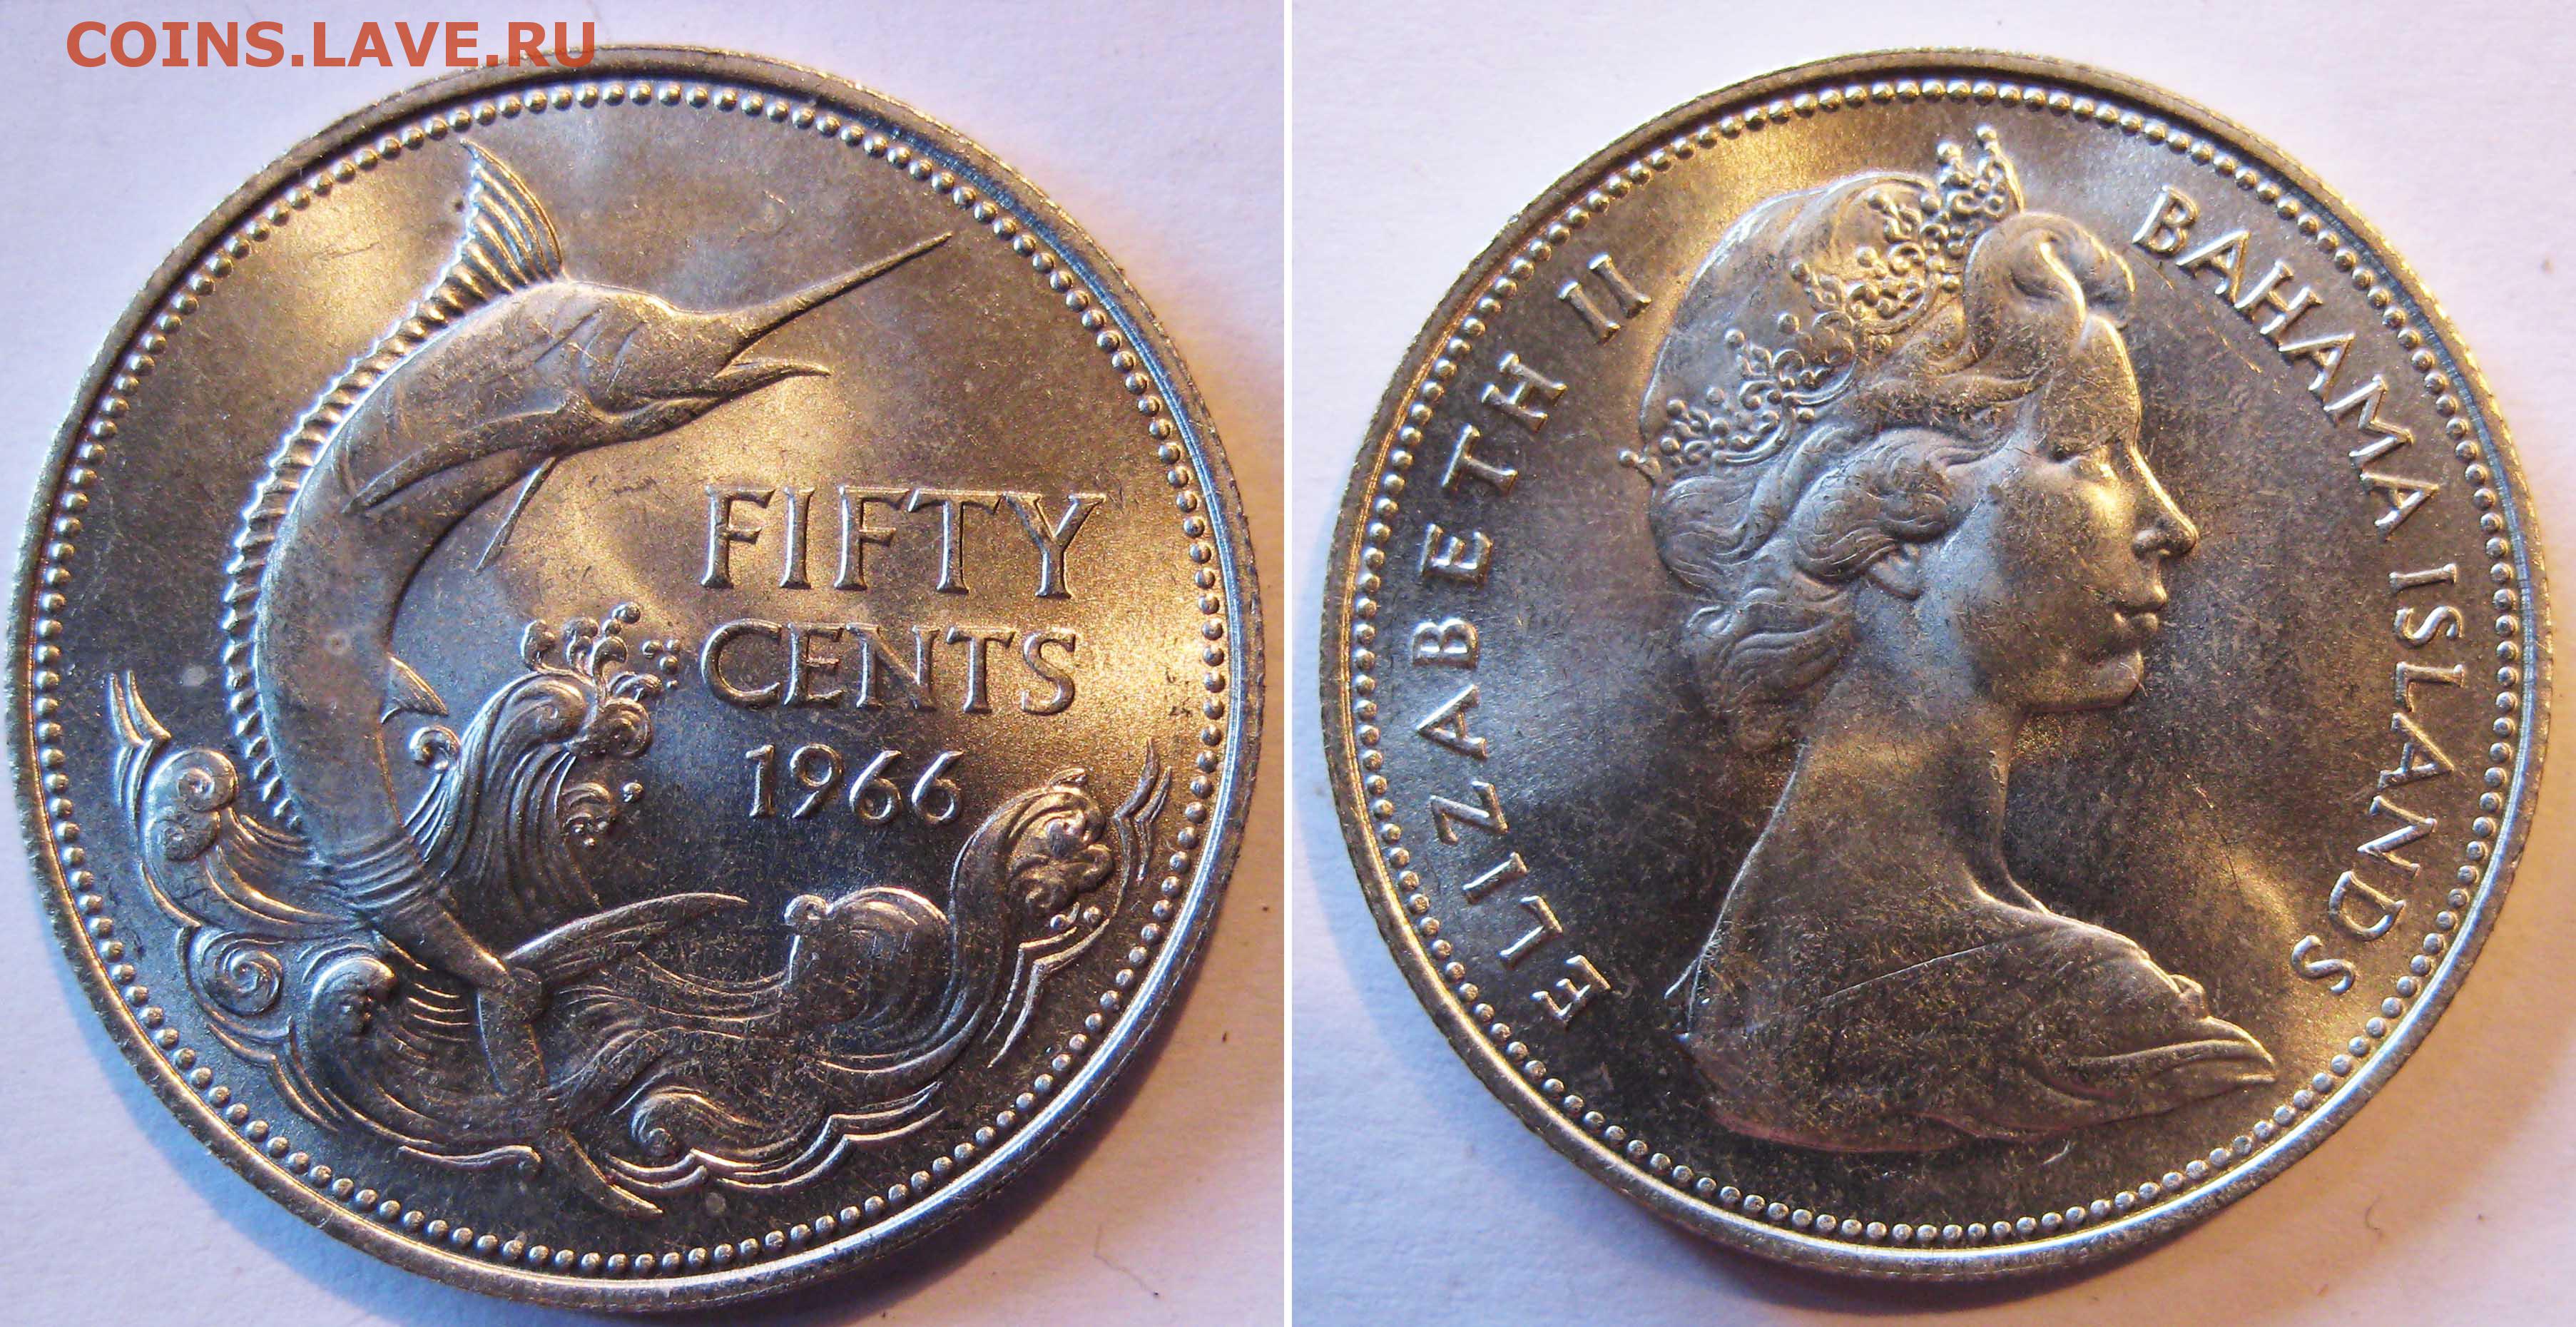 COINS.LAVE.RU
FIFTY
CENTS
1966
ELIZABETH II
BAHAMA ISLANDS